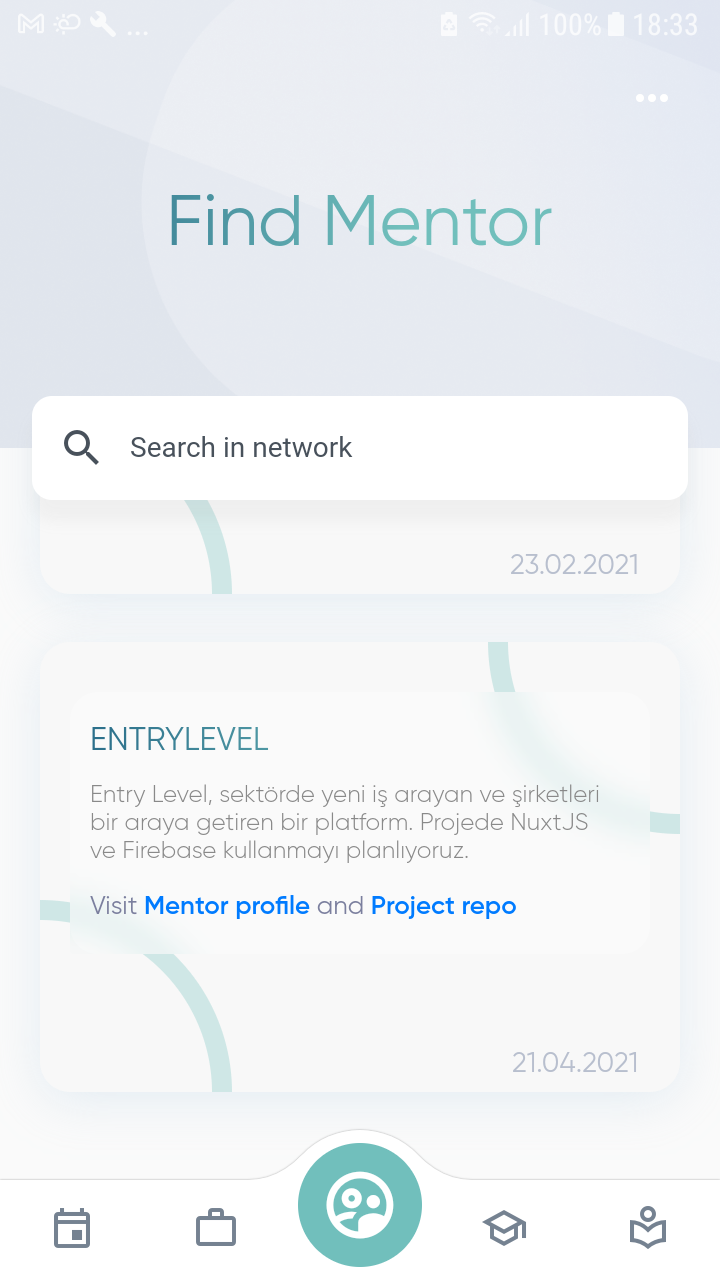 ... 100% 18:33
Find Mentor
Search in network
23.02.2021
ENTRYLEVEL
Entry Level, sektörde yeni iş arayan ve şirketleri
bir araya getiren bir platform. Projede NuxtJS
ve Firebase kullanmayı planlıyoruz.
Visit Mentor profile and Project repo
21.04.2021